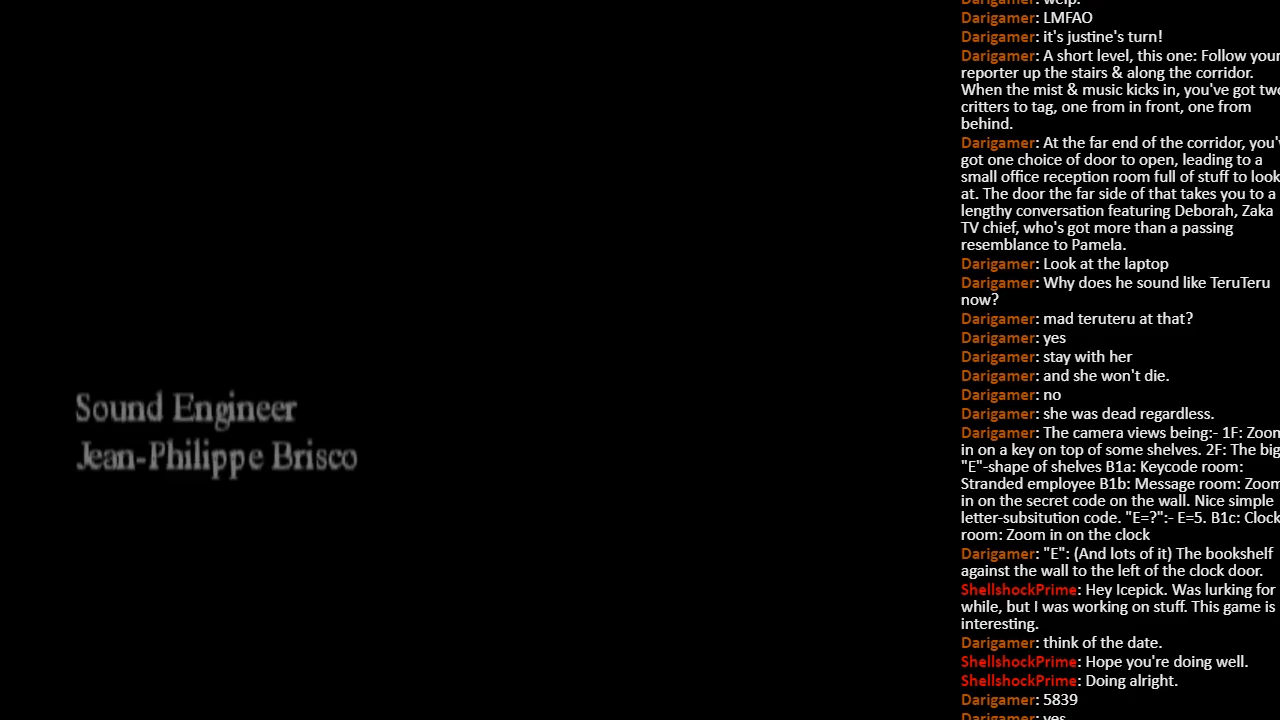 Darigamer: welp.
Darigamer: LMFAO
Darigamer: it's justine's turn!
Darigamer: A short level, this one: Follow your
reporter up the stairs & along the corridor.
When the mist & music kicks in, you've got two
critters to tag, one from in front, one from
behind.
Darigamer: At the far end of the corridor, you'v
got one choice of door to open, leading to a
small office reception room full of stuff to look
at. The door the far side of that takes you to a
lengthy conversation featuring Deborah, Zaka
TV chief, who's got more than a passing
resemblance to Pamela.
Darigamer: Look at the laptop
Darigamer: Why does he sound like TeruTeru
now?
Darigamer: mad teruteru at that?
Darigamer: yes
Darigamer: stay with her
Darigamer: and she won't die.
Darigamer: no
Darigamer: she was dead regardless.
Darigamer: The camera views being:- 1F: Zoom
in on a key on top of some shelves. 2F: The big
"E"-shape of shelves B1a: Keycode room:
Stranded employee B1b: Message room: Zoom
in on the secret code on the wall. Nice simple
letter-subsitution code. "E=?":- E=5. B1c: Clock
room: Zoom in on the clock
Darigamer: "E": (And lots of it) The bookshelf
against the wall to the left of the clock door.
ShellshockPrime: Hey Icepick. Was lurking for
while, but I was working on stuff. This game is
interesting.
Darigamer: think of the date.
ShellshockPrime: Hope you're doing well.
ShellshockPrime: Doing alright.
Darigamer: 5839
Darigamer: yes
Sound Engineer
Jean-Philippe Brisco